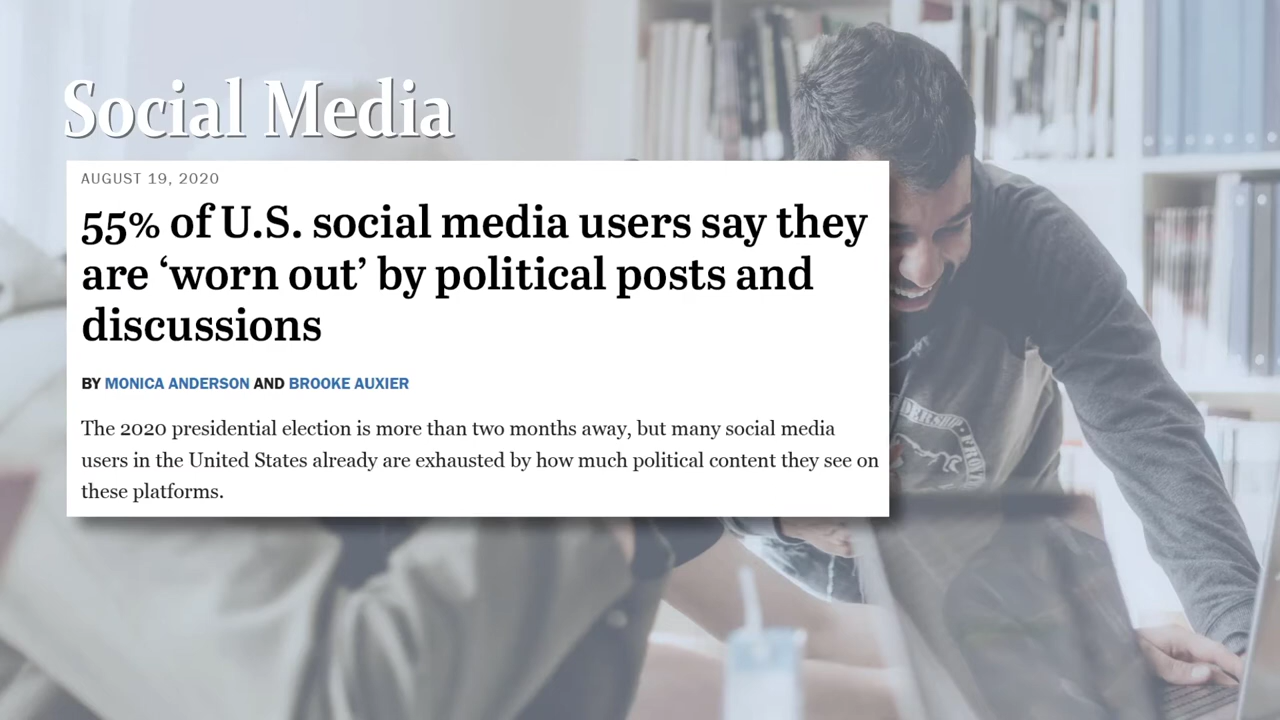 Social Media
AUGUST 19, 2020
55% of U.S. social media users say they
are ‘worn out’ by political posts and
discussions
BY MONICA ANDERSON AND BROOKE AUXIER
The 2020 presidential election is more than two months away, but many social media
users in the United States already are exhausted by how much political content they see on
these platforms.